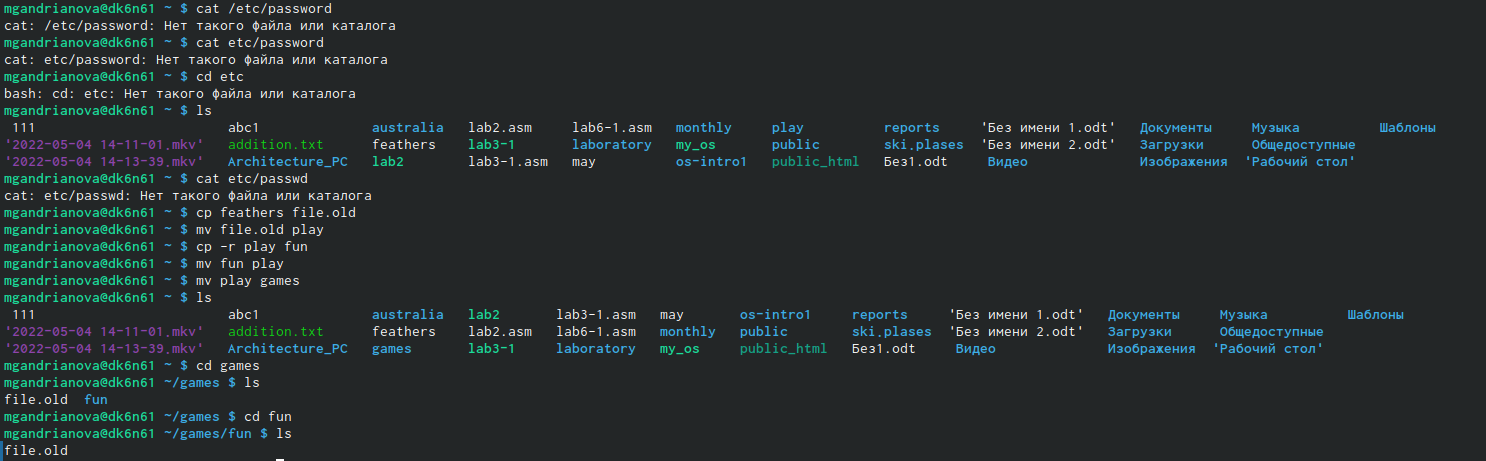 mgandrianova@dk6n61 ~ $ cat /etc/password
cat: /etc/password: Нет такого файла или каталога
mgandrianova@dk6n61 ~ $ cat etc/password
cat: etc/password: Нет такого файла или каталога
mgandrianova@dk6n61 ~ $ cd etc
bash: cd: etc: Нет такого файла или каталога
mgandrianova@dk6n61 ~ $ ls
111 abc1 australia lab2.asm lab6-1.asm monthly play reports 'Без имени 1.odt' Документы Музыка Шаблоны
'2022-05-04 14-11-01.mkv' addition.txt feathers lab3-1 laboratory my_os public ski.plases 'Без имени 2.odt' Загрузки Общедоступные
'2022-05-04 14-13-39.mkv' Architecture_PC lab2 lab3-1.asm may os-intro1 public_html Без1.odt Видео Изображения 'Рабочий стол'
mgandrianova@dk6n61 ~ $ cat etc/passwd
cat: etc/passwd: Нет такого файла или каталога
mgandrianova@dk6n61 ~ $ cp feathers file.old
mgandrianova@dk6n61 ~ $ mv file.old play
mgandrianova@dk6n61 ~ $ cp -r play fun
mgandrianova@dk6n61 ~ $ mv fun play
mgandrianova@dk6n61 ~ $ mv play games
mgandrianova@dk6n61 ~ $ ls
111 abc1 australia lab2 lab3-1.asm may os-intro1 reports 'Без имени 1.odt' Документы Музыка Шаблоны
'2022-05-04 14-11-01.mkv' addition.txt feathers lab2.asm lab6-1.asm monthly public ski.plases 'Без имени 2.odt' Загрузки Общедоступные
'2022-05-04 14-13-39.mkv' Architecture_PC games lab3-1 laboratory my_os public_html Без1.odt Видео Изображения 'Рабочий стол'
mgandrianova@dk6n61 ~ $ cd games
mgandrianova@dk6n61 ~/games $ ls
file.old fun
mgandrianova@dk6n61 ~/games $ cd fun
mgandrianova@dk6n61 ~/games/fun $ ls
file.old